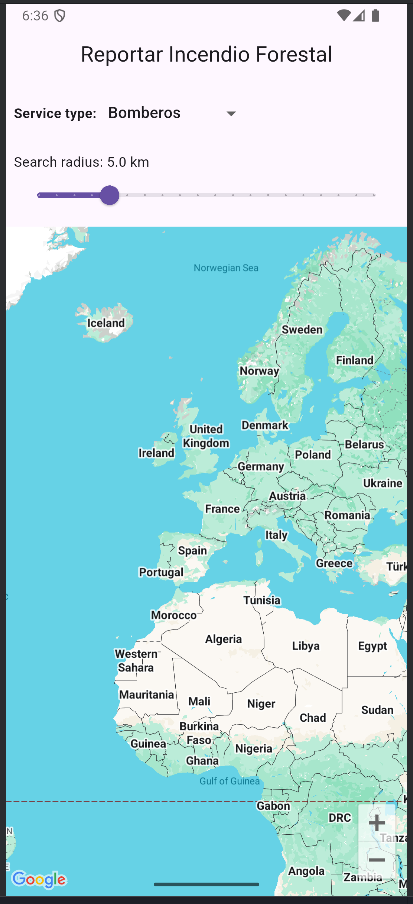 6:36
Reportar Incendio Forestal
Service type: Bomberos
Search radius: 5.0 km
Norwegian Sea
Iceland
Sweden
Finland
Norway
United
Kingdom
Denmark
Ireland
Belarus
Poland
Germany
Ukraine
Austria
France
Romania
Italy
Spain
Greece
Türk
Portugal
Tunisia
Morocco
Algeria
Libya
Egypt
Western
Sahara
Mauritania
Mali
Niger
Chad
Sudan
Burkina
Faso
Guinea
Nigeria
Ghana
Gulf of Guinea
Gabon
K
DRC
+
N
Tanza
−
Angola
Zambia
M
Google